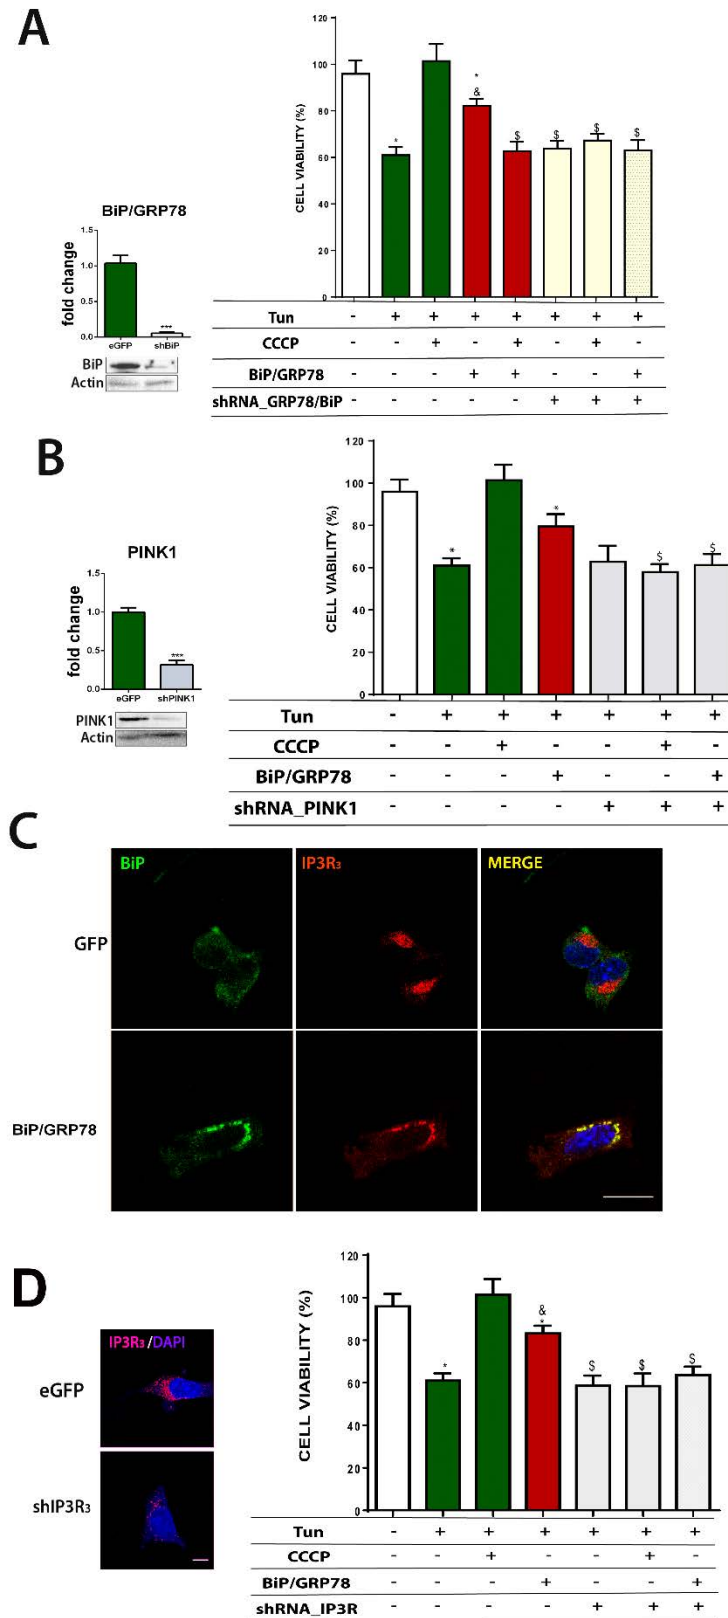 A
BiP/GRP78
fold change
1.5
1.0
0.5
0.0
***
eGFP shBiP
BiP
Actin
CELL VIABILITY (%)
120
100
80
60
40
20
0
* * & $ $ $ $
Tun - + + + + + + +
CCCP - - + - + - + -
BiP/GRP78 - - - + + - - +
shRNA_GRP78/BiP - - - - - + + +
B
PINK1
fold change
1.5
1.0
0.5
0.0
***
eGFP shPINK1
PINK1
Actin
CELL VIABILITY (%)
120
100
80
60
40
20
0
* * $ $
Tun - + + + + + +
CCCP - - + - - + -
BiP/GRP78 - - - + - - +
shRNA_PINK1 - - - - + + +
C
BiP IP3R₃ MERGE
GFP
BiP/GRP78
D
IP3R₃/DAPI
eGFP
shIP3R₃
CELL VIABILITY (%)
120
100
80
60
40
20
0
* & * $ $ $
Tun - + + + + + +
CCCP - - + - - + -
BiP/GRP78 - - - + - - +
shRNA_IP3R - - - - + + +